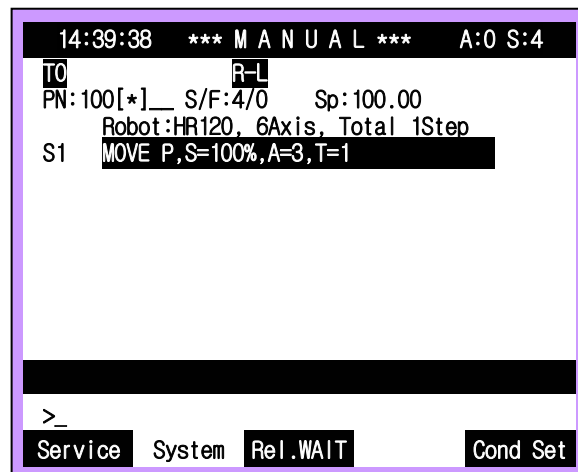 14:39:38 *** M A N U A L *** A:0 S:4
T0 R-L
PN:100[*]__ S/F:4/0 Sp:100.00
Robot:HR120, 6Axis, Total 1Step
S1 MOVE P,S=100%,A=3,T=1
>_
Service System Rel.WAIT Cond Set